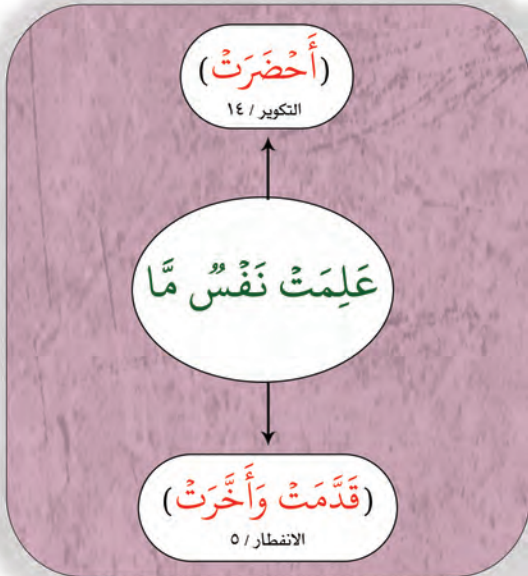 (أَحْضَرَتْ)
التكوير / ١٤
عَلِمَتْ نَفْسٌ مَّا
(قَدَّمَتْ وَأَخَّرَتْ)
الانفطار / ٥